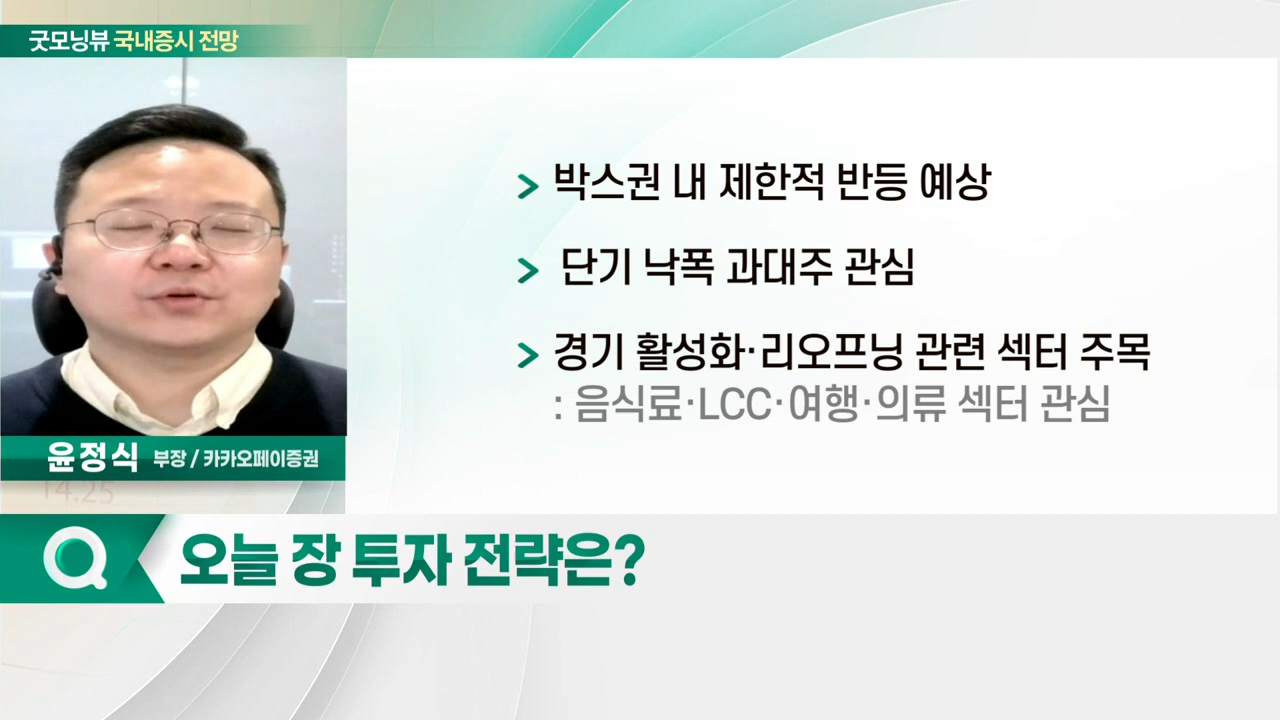 굿모닝뷰 국내증시 전망
> 박스권 내 제한적 반등 예상
> 단기 낙폭 과대주 관심
> 경기 활성화·리오프닝 관련 섹터 주목
: 음식료·LCC·여행·의류 섹터 관심
윤정식 부장 / 카카오페이증권
14.25
Q 오늘 장 투자 전략은?